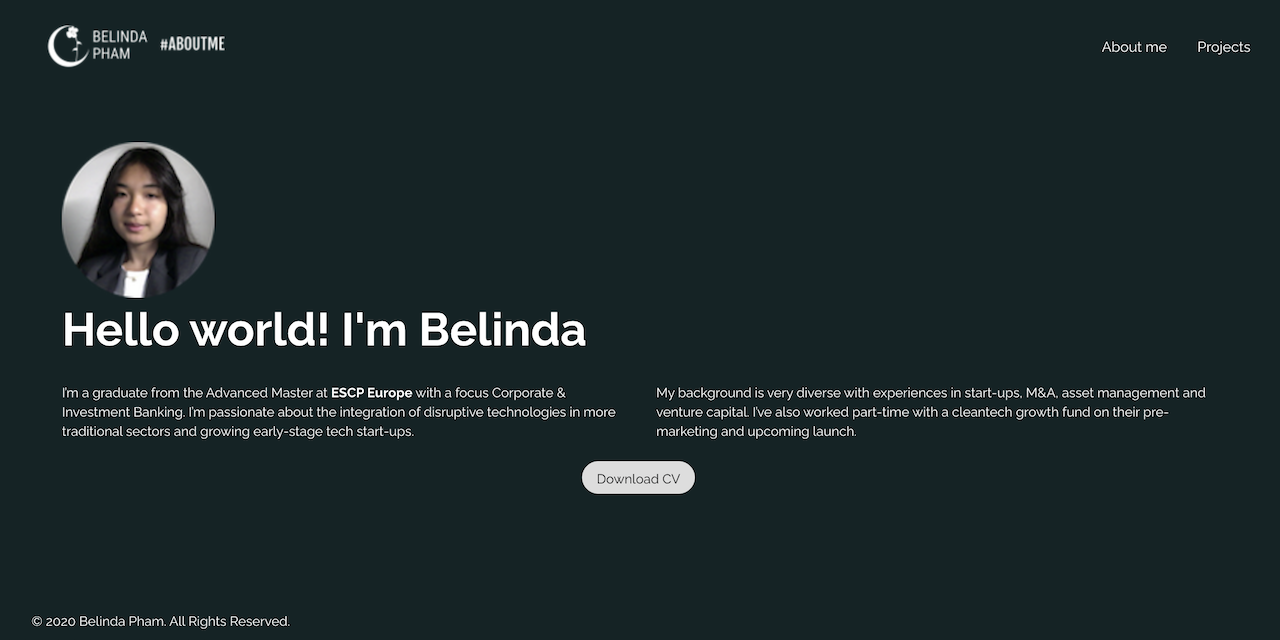 BELINDA
PHAM
#ABOUTME
About me
Projects
Hello world! I'm Belinda
I'm a graduate from the Advanced Master at ESCP Europe with a focus Corporate &
Investment Banking. I'm passionate about the integration of disruptive technologies in more
traditional sectors and growing early-stage tech start-ups.
My background is very diverse with experiences in start-ups, M&A, asset management and
venture capital. I've also worked part-time with a cleantech growth fund on their pre-
marketing and upcoming launch.
Download CV
© 2020 Belinda Pham. All Rights Reserved.